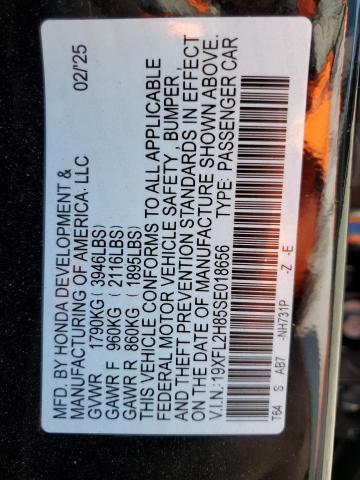 MFD. BY HONDA DEVELOPMENT & 02/'25
MANUFACTURING OF AMERICA, LLC
GVWR 1790KG (3946LBS)
GAWR F 960KG (2116LBS)
GAWR R 860KG (1895LBS)
THIS VEHICLE CONFORMS TO ALL APPLICABLE
FEDERAL MOTOR VEHICLE SAFETY, BUMPER,
AND THEFT PREVENTION STANDARDS IN EFFECT
ON THE DATE OF MANUFACTURE SHOWN ABOVE.
V.I.N.:19XFL2H85SE018656 TYPE: PASSENGER CAR
T64 S AB7 -NH731P -Z -E